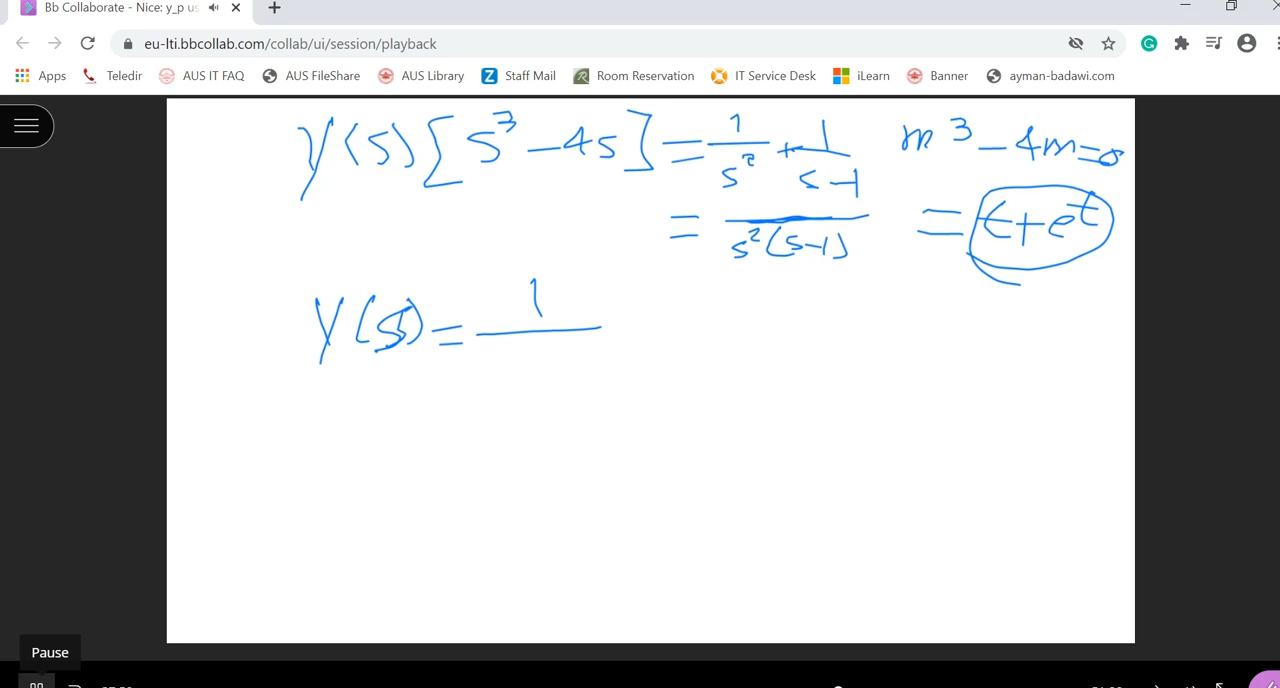 Bb Collaborate - Nice: y_p us
eu-lti.bbcollab.com/collab/ui/session/playback
Apps Teledir AUS IT FAQ AUS FileShare AUS Library Staff Mail Room Reservation IT Service Desk iLearn Banner ayman-badawi.com
Y(s)[s³-4s] = 1/s² + 1/(s-1) m³-4m=0
= /s²(s-1) = t+e^t
Y(s) = 1/
Pause